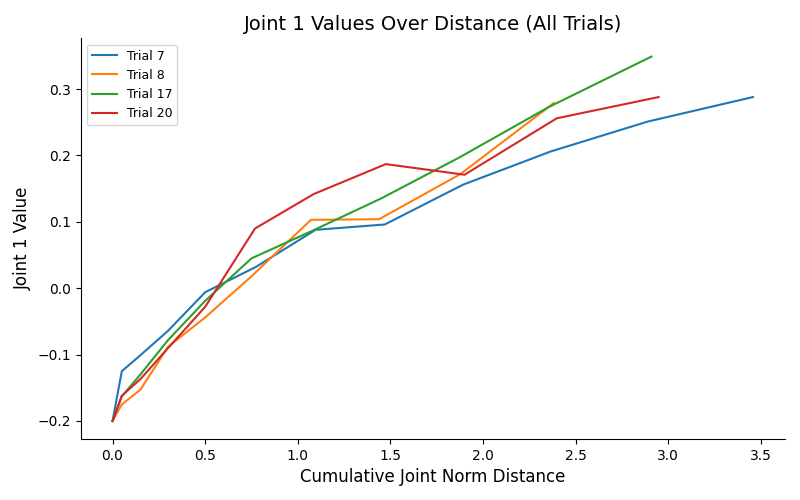 Joint 1 Values Over Distance (All Trials)
Trial 7
Trial 8
Trial 17
Trial 20
Joint 1 Value
0.3
0.2
0.1
0.0
−0.1
−0.2
0.0 0.5 1.0 1.5 2.0 2.5 3.0 3.5
Cumulative Joint Norm Distance